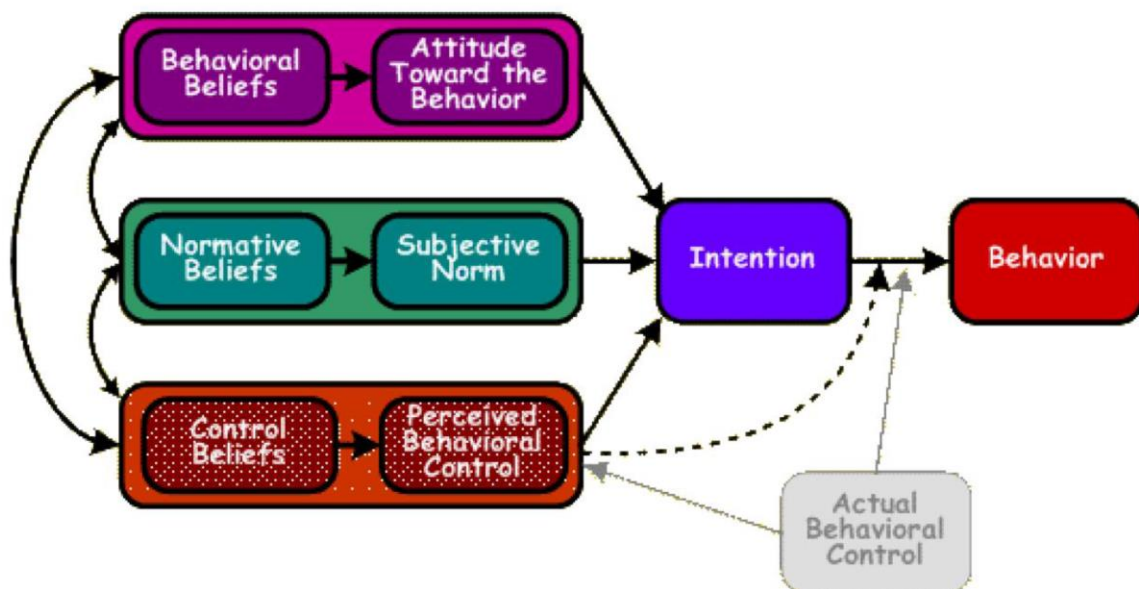 Behavioral
Beliefs
Attitude
Toward the
Behavior
Normative
Beliefs
Subjective
Norm
Intention
Behavior
Control
Beliefs
Perceived
Behavioral
Control
Actual
Behavioral
Control